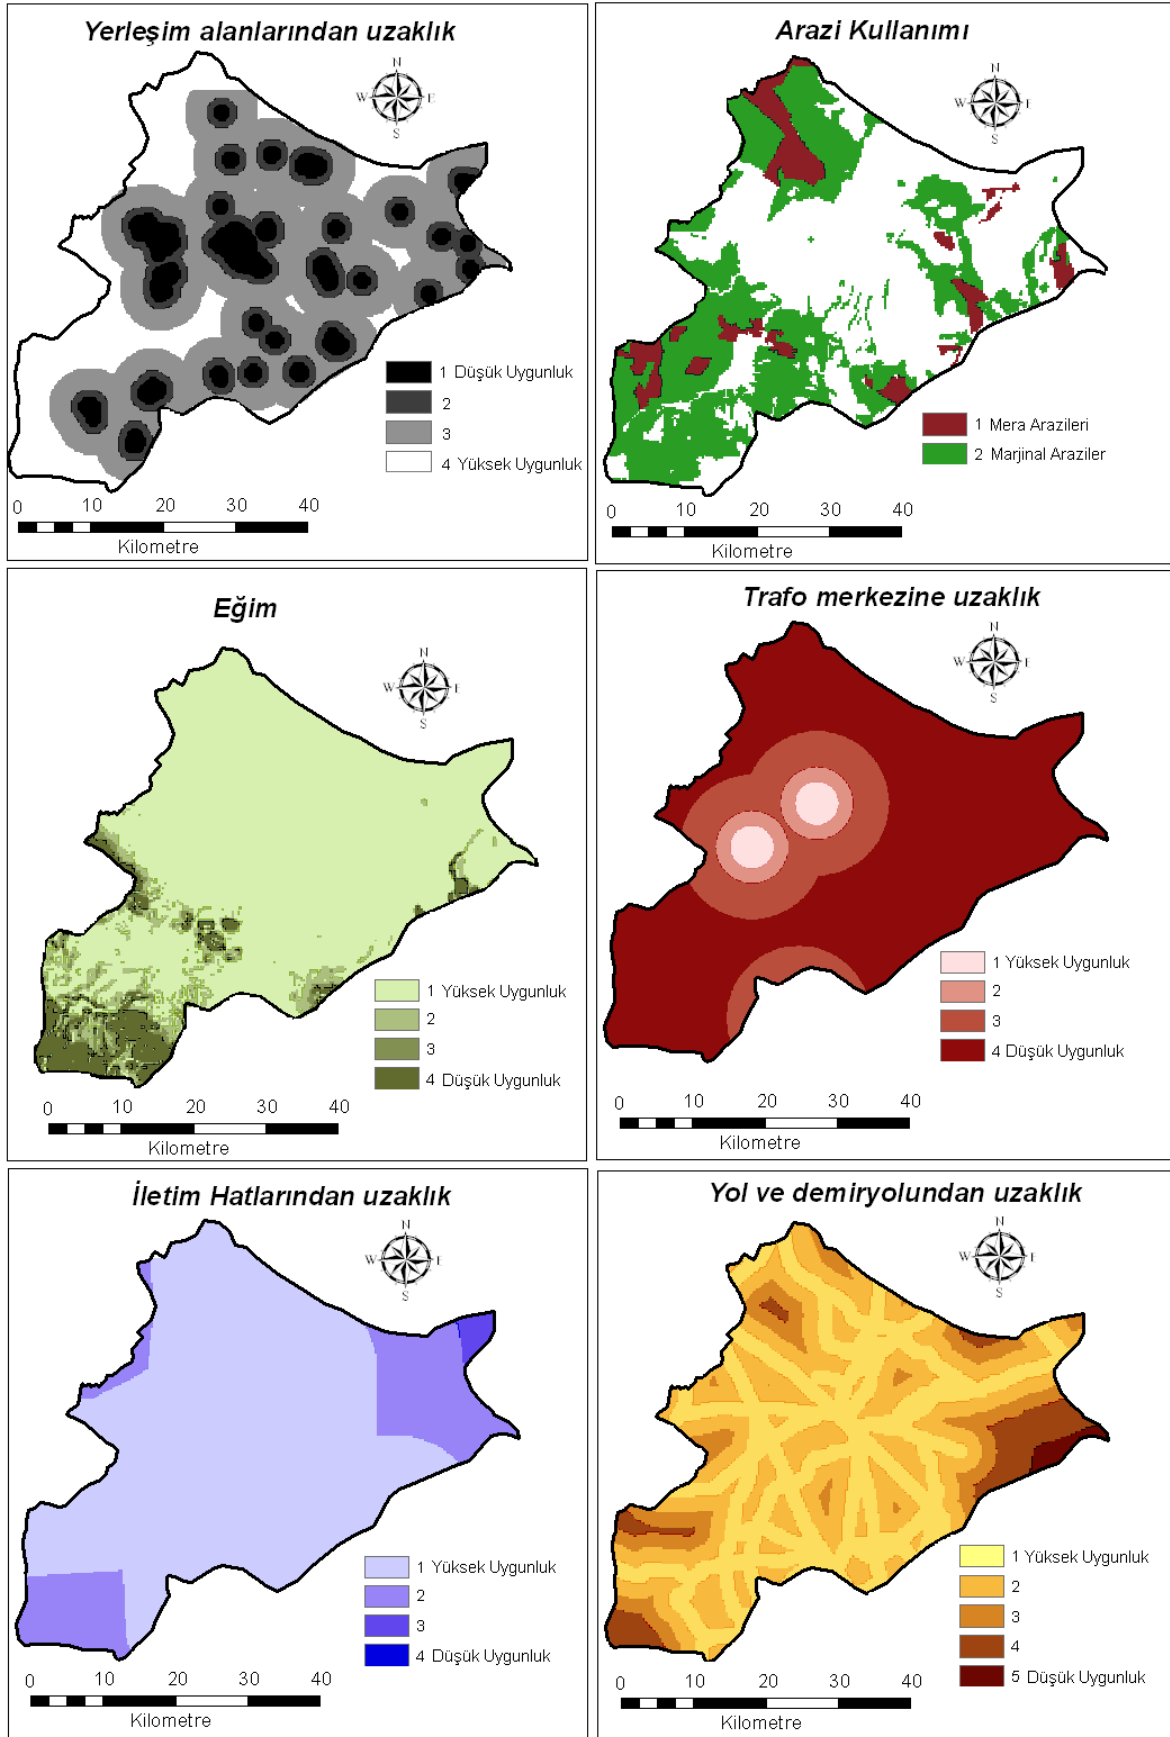 Yerleşim alanlarından uzaklık
N
W E
S
1 Düşük Uygunluk
2
3
4 Yüksek Uygunluk
0 10 20 30 40
Kilometre
Arazi Kullanımı
N
W E
S
1 Mera Arazileri
2 Marjinal Araziler
0 10 20 30 40
Kilometre
Eğim
N
W E
S
1 Yüksek Uygunluk
2
3
4 Düşük Uygunluk
0 10 20 30 40
Kilometre
Trafo merkezine uzaklık
N
W E
S
1 Yüksek Uygunluk
2
3
4 Düşük Uygunluk
0 10 20 30 40
Kilometre
İletim Hatlarından uzaklık
N
W E
S
1 Yüksek Uygunluk
2
3
4 Düşük Uygunluk
0 10 20 30 40
Kilometre
Yol ve demiryolundan uzaklık
N
W E
S
1 Yüksek Uygunluk
2
3
4
5 Düşük Uygunluk
0 10 20 30 40
Kilometre